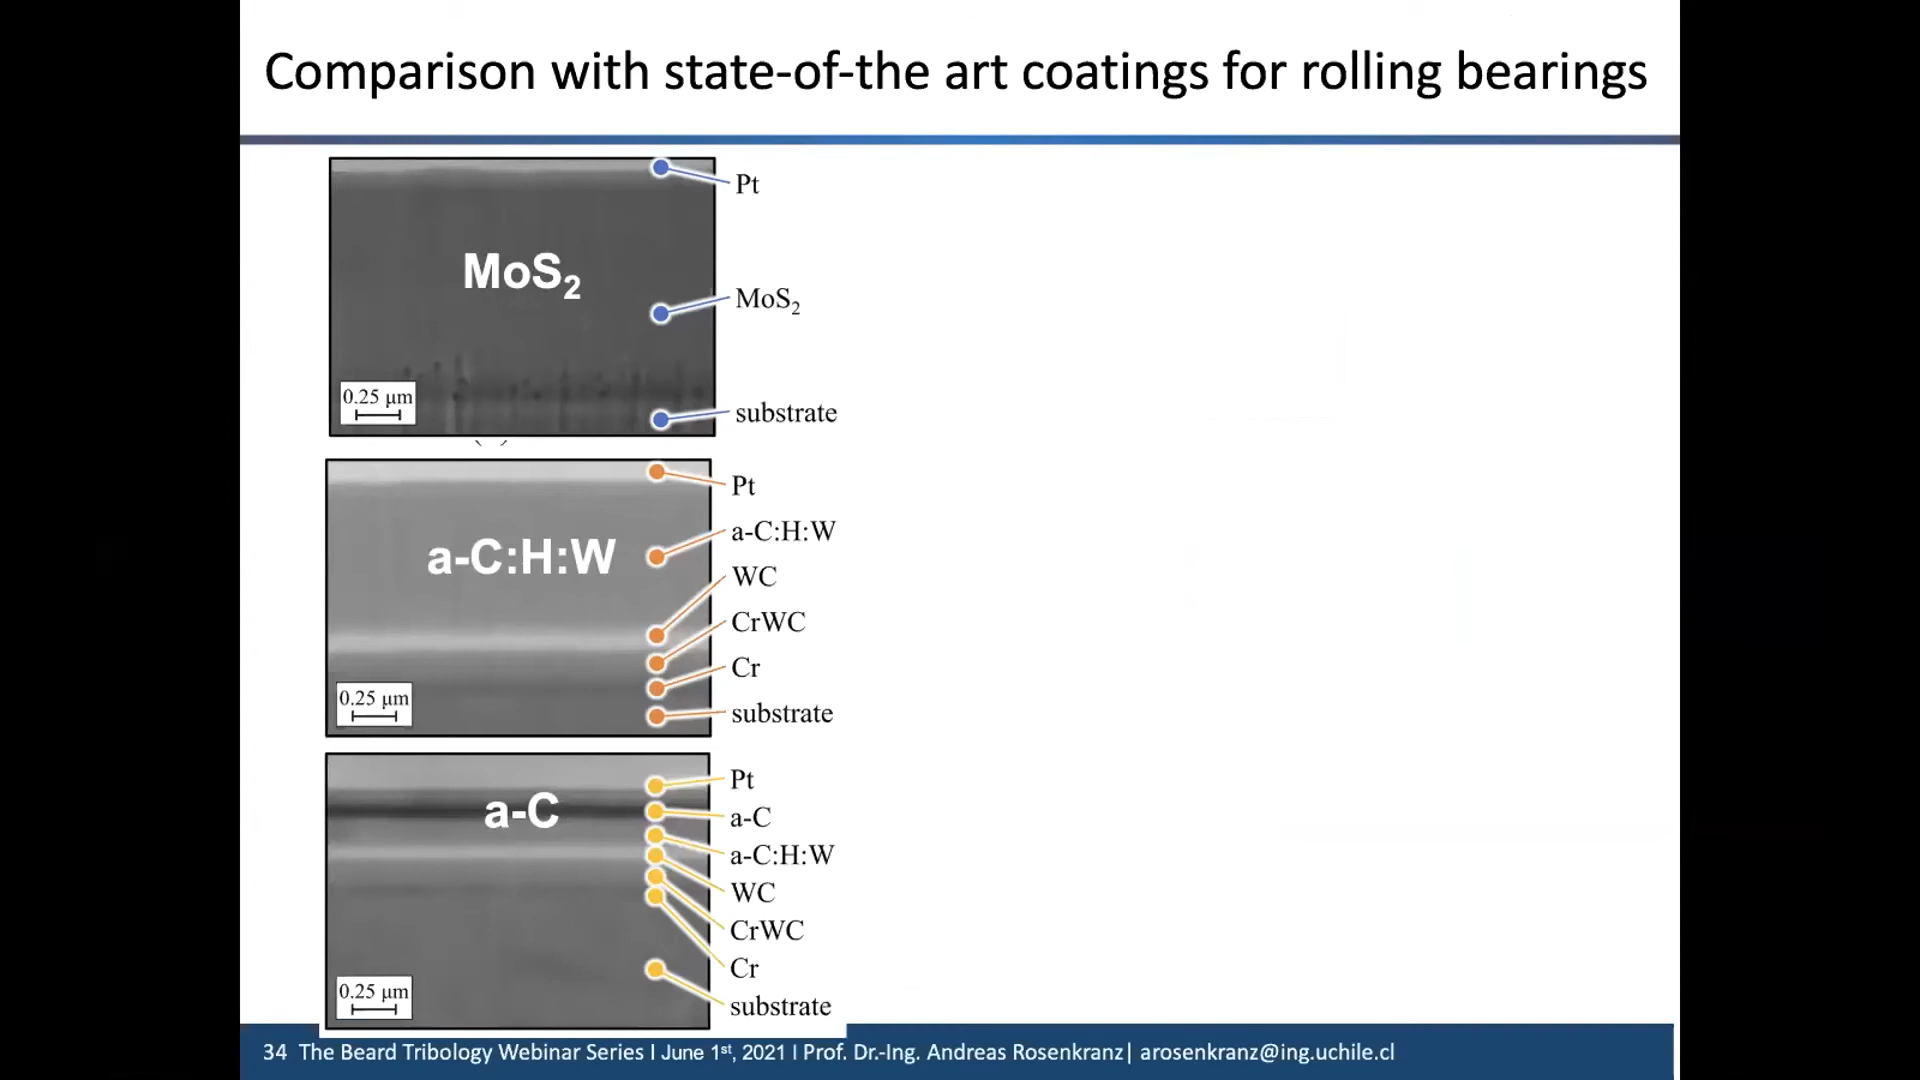 Comparison with state-of-the art coatings for rolling bearings
Pt
MoS₂
MoS₂
0.25 μm
substrate
Pt
a-C:H:W
a-C:H:W
WC
CrWC
Cr
0.25 μm
substrate
Pt
a-C
a-C
a-C:H:W
WC
CrWC
Cr
0.25 μm
substrate
34 The Beard Tribology Webinar Series I June 1st, 2021 I Prof. Dr.-Ing. Andreas Rosenkranz| arosenkranz@ing.uchile.cl